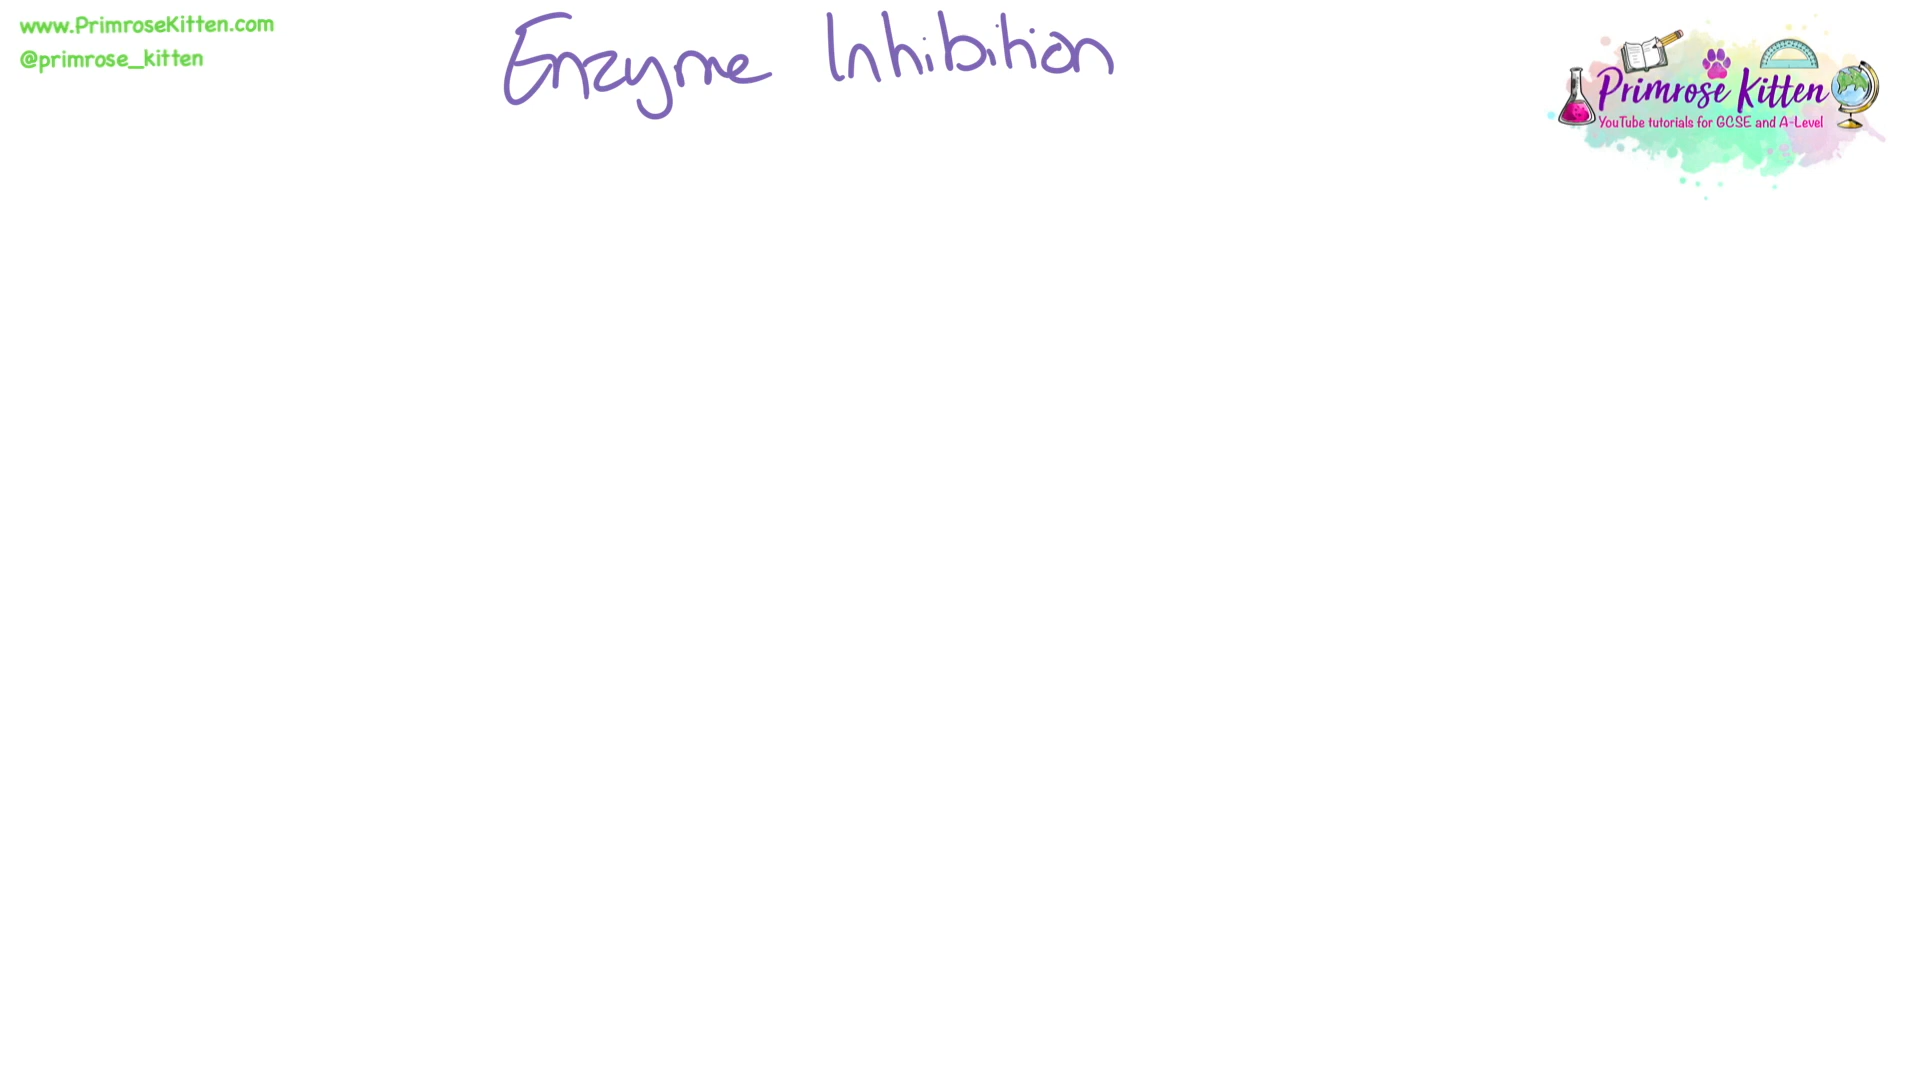 www.PrimroseKitten.com
@primrose_kitten
Enzyme Inhibition
Primrose Kitten
YouTube tutorials for GCSE and A-Level